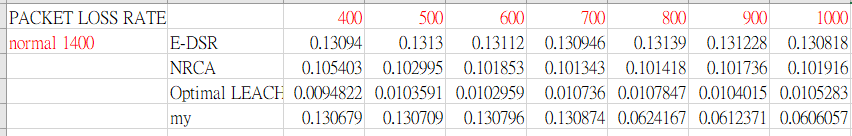 PACKET LOSS RATE 400 500 600 700 800 900 1000
normal 1400 E-DSR 0.13094 0.1313 0.13112 0.130946 0.13139 0.131228 0.130818
NRCA 0.105403 0.102995 0.101853 0.101343 0.101418 0.101736 0.101916
Optimal LEACH 0.0094822 0.0103591 0.0102959 0.010736 0.0107847 0.0104015 0.0105283
my 0.130679 0.130709 0.130796 0.130874 0.0624167 0.0612371 0.0606057